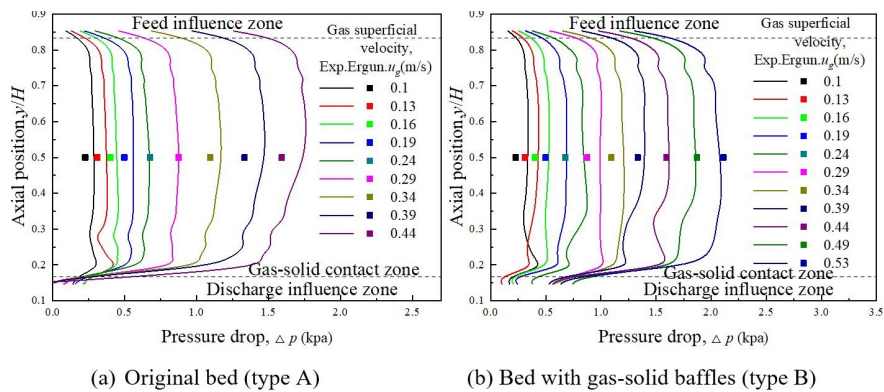 Feed influence zone
Gas superficial
velocity,
Exp.Ergun.ug(m/s)
0.1
0.13
0.16
0.19
0.24
0.29
0.34
0.39
0.44
Gas-solid contact zone
Discharge influence zone
0.9
0.8
0.7
0.6
0.5
0.4
0.3
0.2
0.1
Axial position,y/H
0.0 0.5 1.0 1.5 2.0 2.5
Pressure drop, △ p (kpa)
(a) Original bed (type A)
Feed influence zone
Gas superficial
velocity,
Exp.Ergun.ug(m/s)
0.1
0.13
0.16
0.19
0.24
0.29
0.34
0.39
0.44
0.49
0.53
Gas-solid contact zone
Discharge influence zone
0.9
0.8
0.7
0.6
0.5
0.4
0.3
0.2
0.1
Axial position,y/H
0.0 0.5 1.0 1.5 2.0 2.5 3.0 3.5
Pressure drop, △ p (kpa)
(b) Bed with gas-solid baffles (type B)